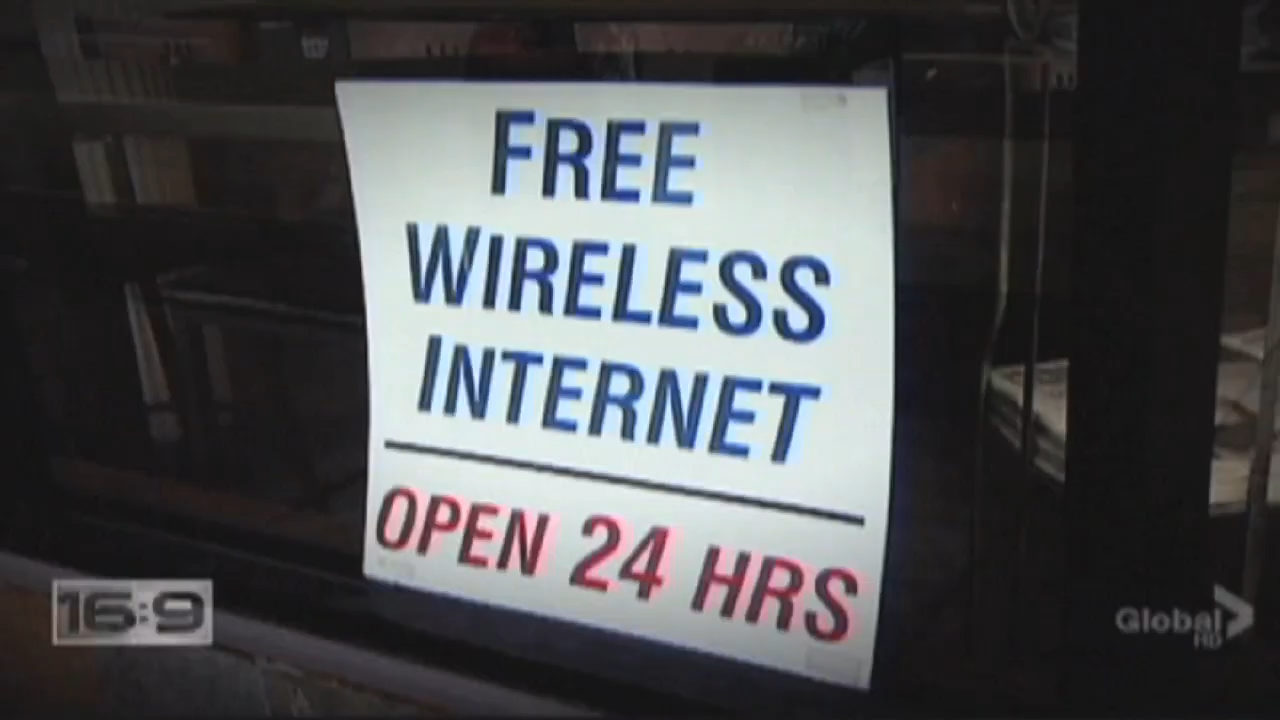 FREE
WIRELESS
INTERNET
OPEN 24 HRS
16:9
Global
HD